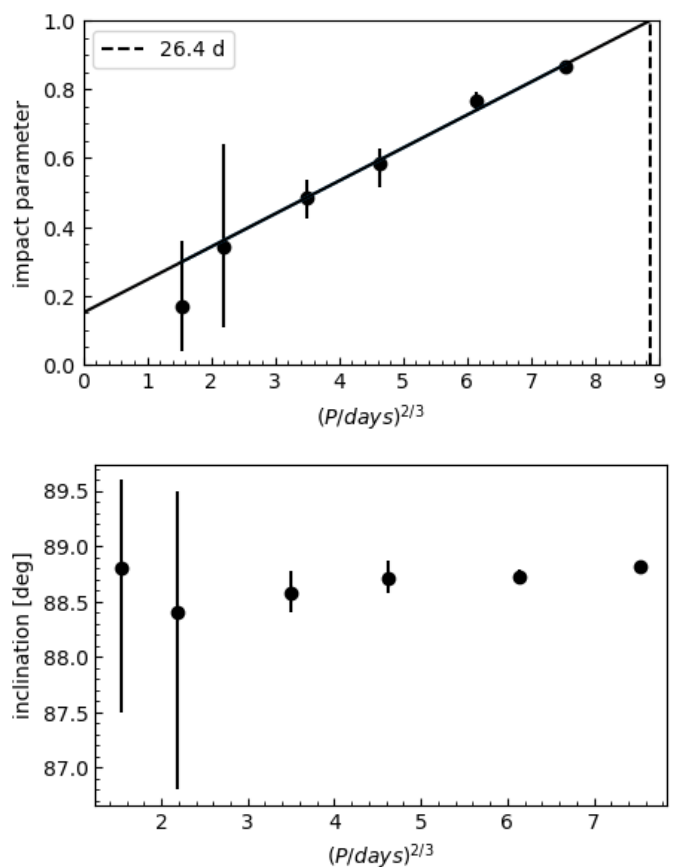 1.0
26.4 d
0.8
0.6
0.4
0.2
0.0
impact parameter
0 1 2 3 4 5 6 7 8 9
(P/days)^{2/3}
89.5
89.0
88.5
88.0
87.5
87.0
inclination [deg]
2 3 4 5 6 7
(P/days)^{2/3}